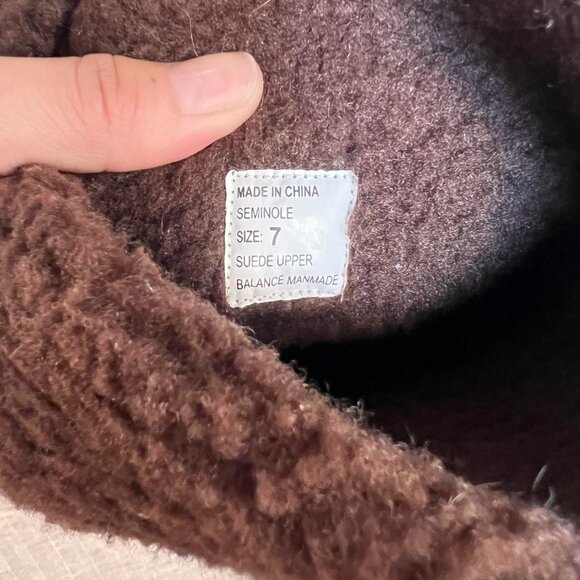 MADE IN CHINA
SEMINOLE
SIZE: 7
SUEDE UPPER
BALANCE MANMADE